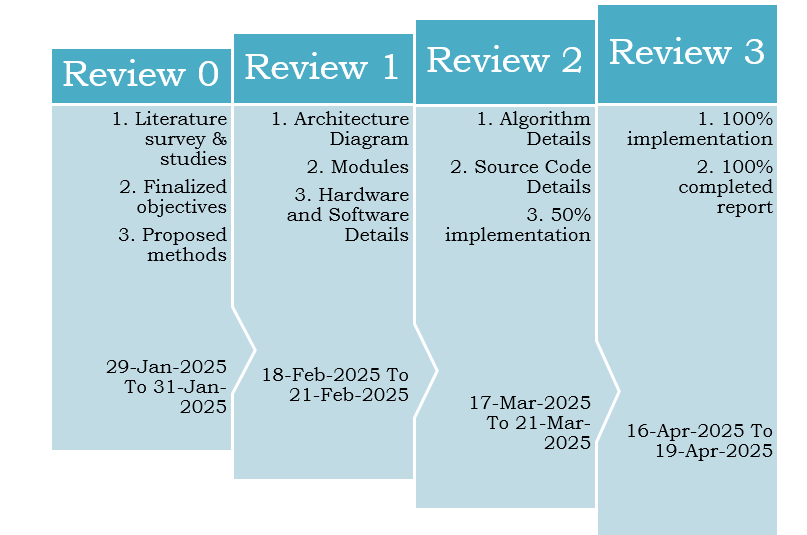 Review 0
1. Literature
survey &
studies
2. Finalized
objectives
3. Proposed
methods
29-Jan-2025
To 31-Jan-
2025
Review 1
1. Architecture
Diagram
2. Modules
3. Hardware
and Software
Details
18-Feb-2025 To
21-Feb-2025
Review 2
1. Algorithm
Details
2. Source Code
Details
3. 50%
implementation
17-Mar-2025
To 21-Mar-
2025
Review 3
1. 100%
implementation
2. 100%
completed
report
16-Apr-2025 To
19-Apr-2025